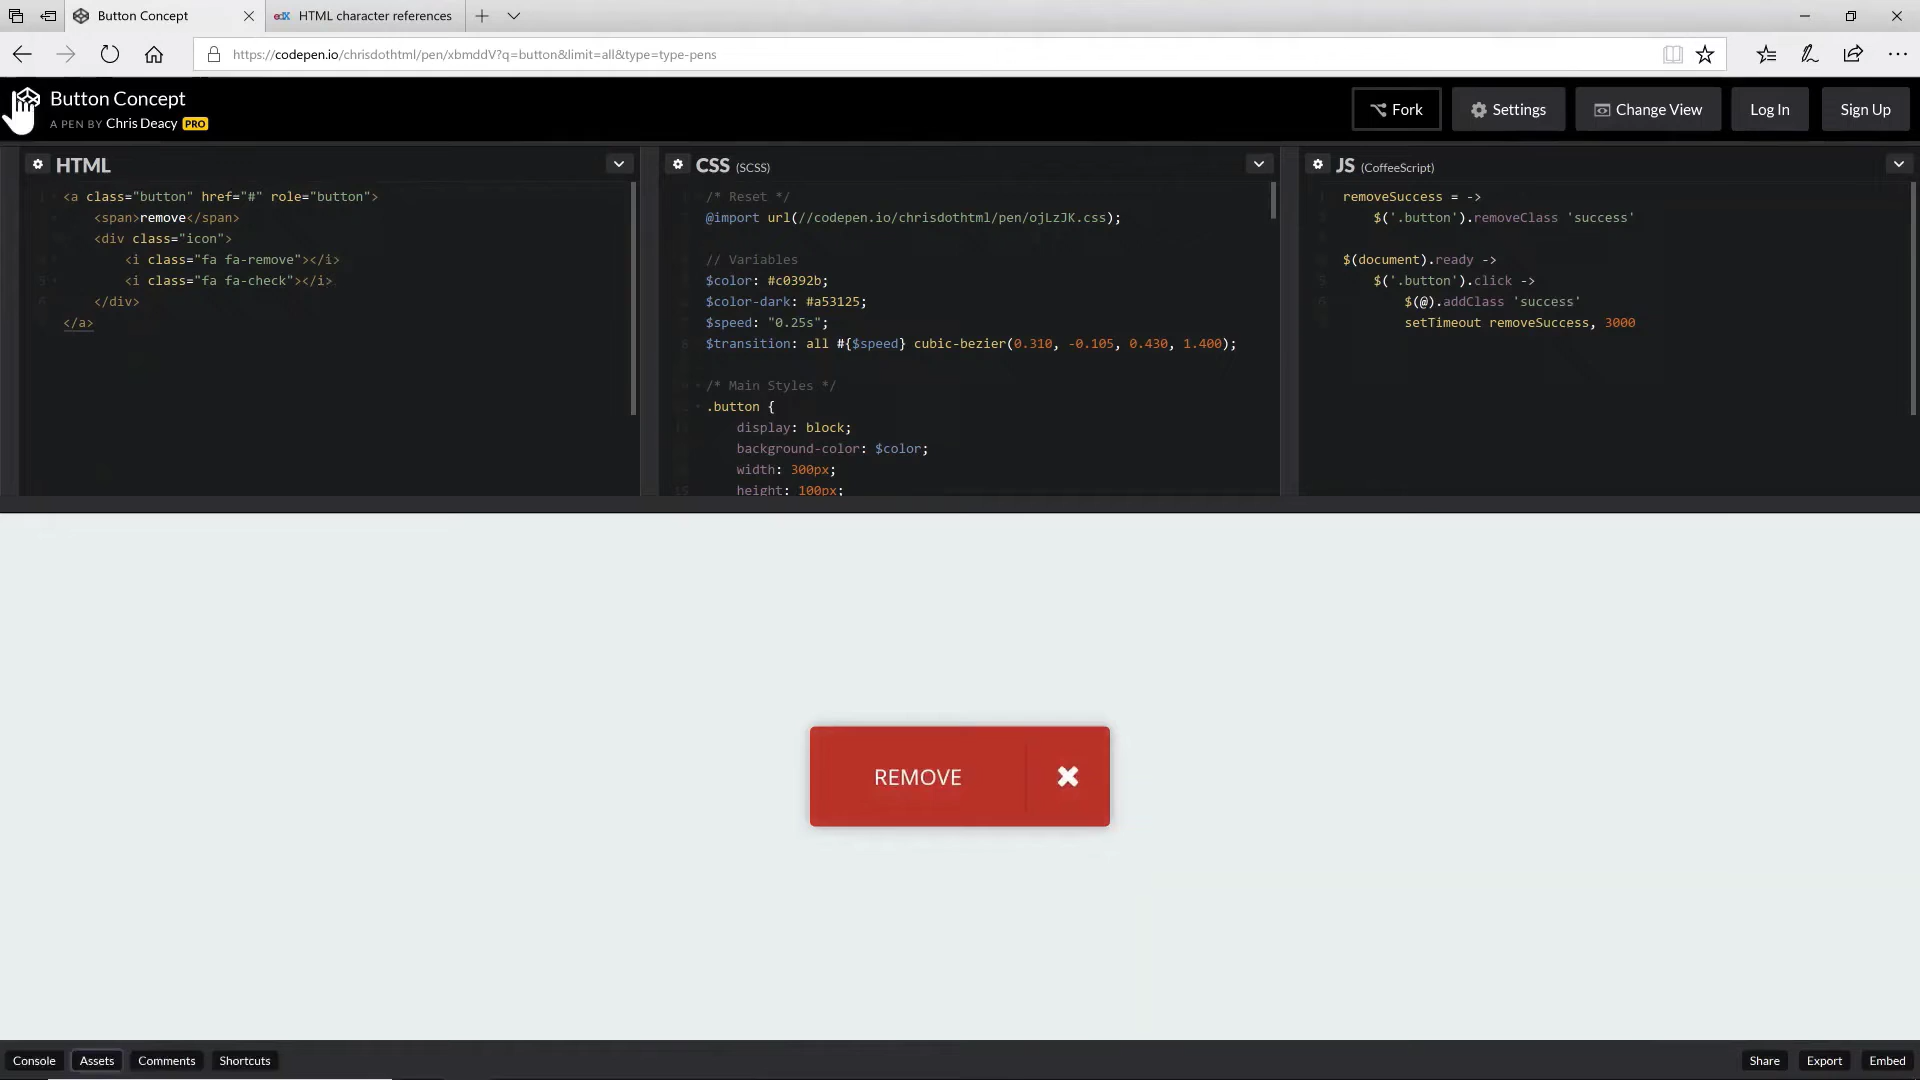 Button Concept
HTML character references
https://codepen.io/chrisdothtml/pen/xbmddV?q=button&limit=all&type=type-pens
Button Concept
A PEN BY Chris Deacy PRO
Fork
Settings
Change View
Log In
Sign Up
HTML
<a class="button" href="#" role="button">
<span>remove</span>
<div class="icon">
<i class="fa fa-remove"></i>
<i class="fa fa-check"></i>
</div>
</a>
CSS (SCSS)
/* Reset */
@import url(//codepen.io/chrisdothtml/pen/ojLzJK.css);
// Variables
$color: #c0392b;
$color-dark: #a53125;
$speed: "0.25s";
$transition: all #{$speed} cubic-bezier(0.310, -0.105, 0.430, 1.400);
/* Main Styles */
.button {
display: block;
background-color: $color;
width: 300px;
height: 100px;
JS (CoffeeScript)
removeSuccess = ->
$('.button').removeClass 'success'
$(document).ready ->
$('.button').click ->
$(@).addClass 'success'
setTimeout removeSuccess, 3000
REMOVE
Console
Assets
Comments
Shortcuts
Share
Export
Embed